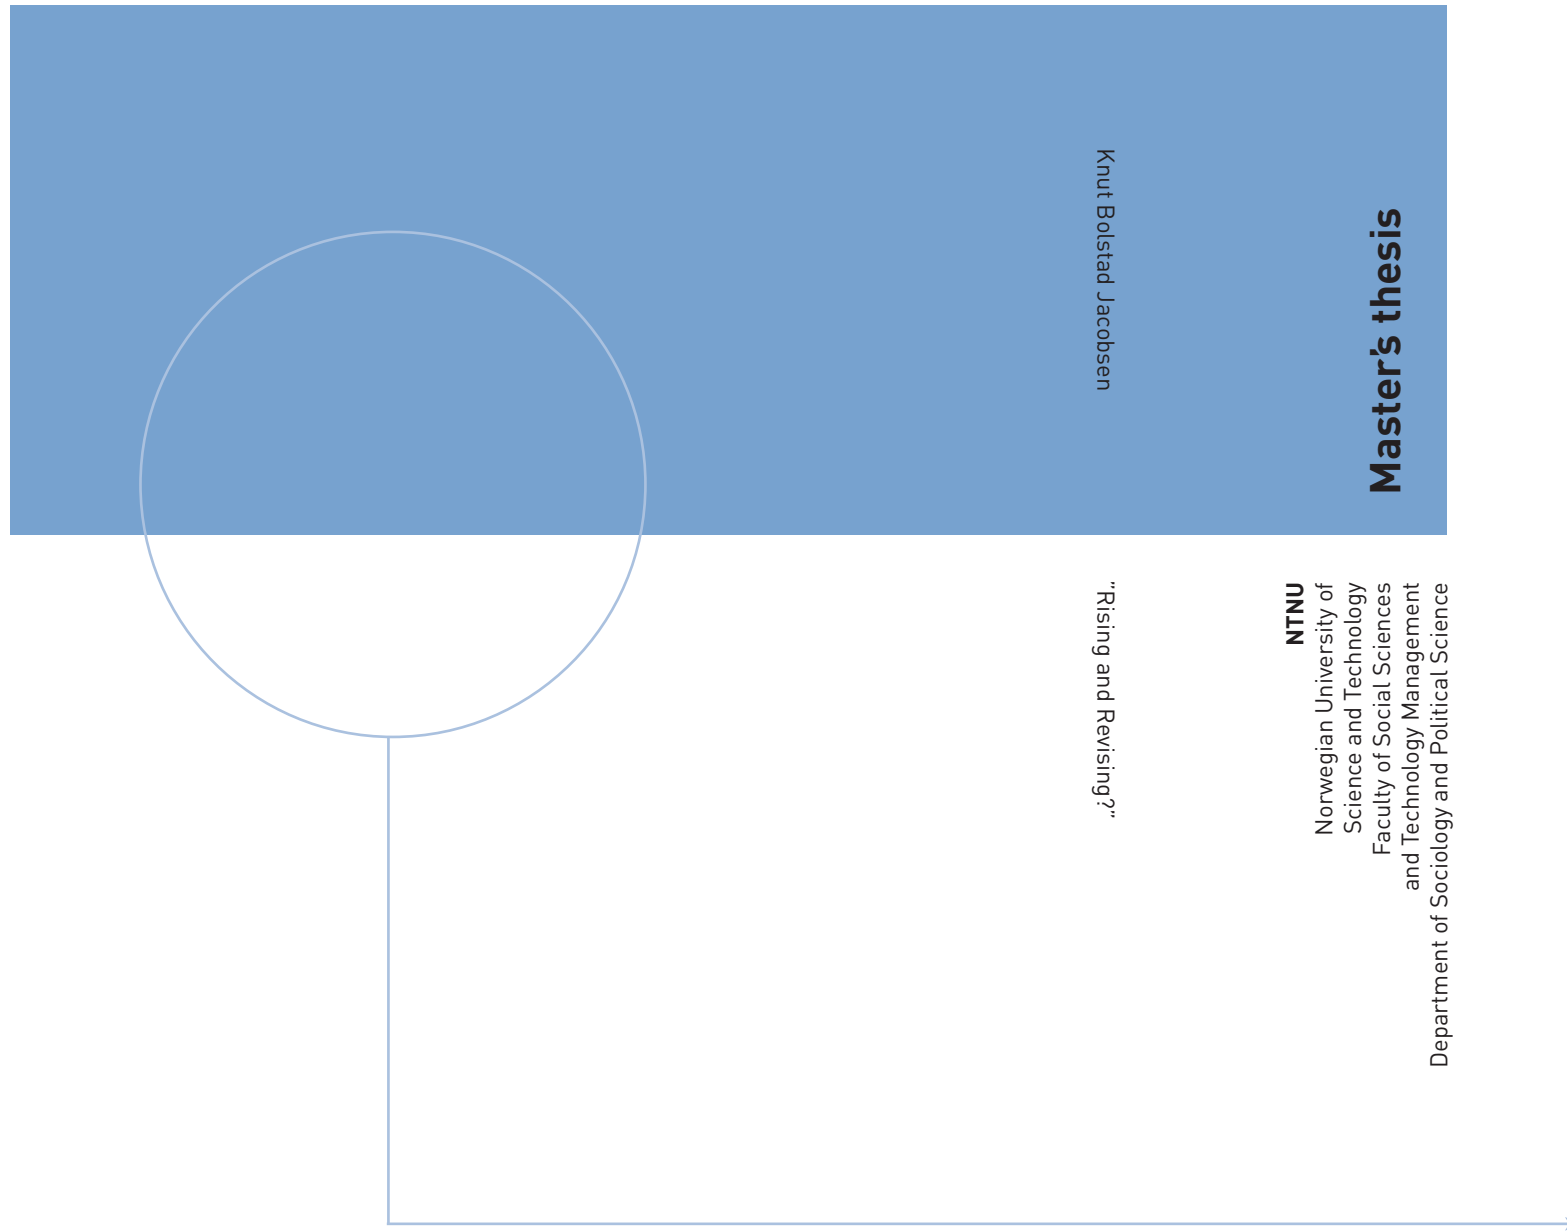 Knut Bolstad Jacobsen
"Rising and Revising?"
Master's thesis
NTNU
Norwegian University of
Science and Technology
Faculty of Social Sciences
and Technology Management
Department of Sociology and Political Science